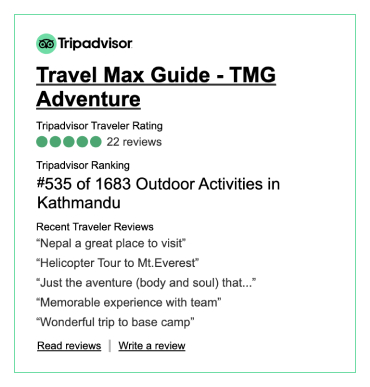 Tripadvisor
Travel Max Guide - TMG
Adventure
Tripadvisor Traveler Rating
22 reviews
Tripadvisor Ranking
#535 of 1683 Outdoor Activities in
Kathmandu
Recent Traveler Reviews
“Nepal a great place to visit”
“Helicopter Tour to Mt.Everest”
“Just the aventure (body and soul) that...”
“Memorable experience with team”
“Wonderful trip to base camp”
Read reviews | Write a review